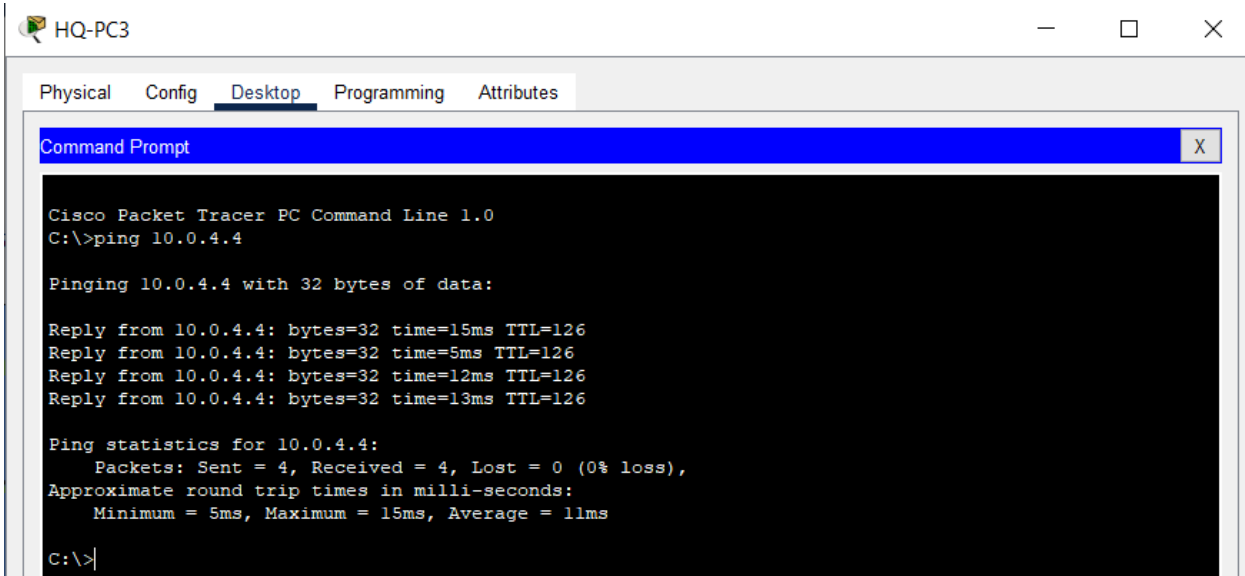 HQ-PC3
Physical Config Desktop Programming Attributes
Command Prompt X
Cisco Packet Tracer PC Command Line 1.0
C:\>ping 10.0.4.4
Pinging 10.0.4.4 with 32 bytes of data:
Reply from 10.0.4.4: bytes=32 time=15ms TTL=126
Reply from 10.0.4.4: bytes=32 time=5ms TTL=126
Reply from 10.0.4.4: bytes=32 time=12ms TTL=126
Reply from 10.0.4.4: bytes=32 time=13ms TTL=126
Ping statistics for 10.0.4.4:
Packets: Sent = 4, Received = 4, Lost = 0 (0% loss),
Approximate round trip times in milli-seconds:
Minimum = 5ms, Maximum = 15ms, Average = 11ms
C:\>